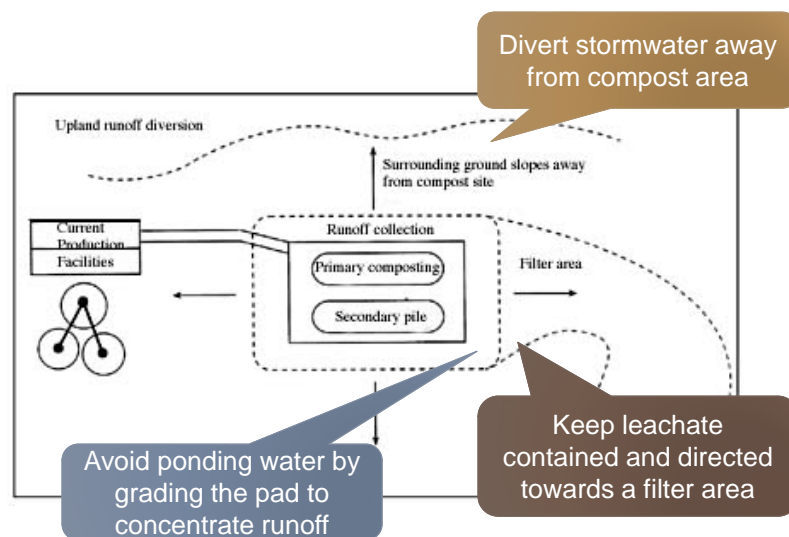 Divert stormwater away
from compost area
Upland runoff diversion
Surrounding ground slopes away
from compost site
Current
Production
Facilities
Runoff collection
Primary composting
Secondary pile
Filter area
Keep leachate
contained and directed
towards a filter area
Avoid ponding water by
grading the pad to
concentrate runoff